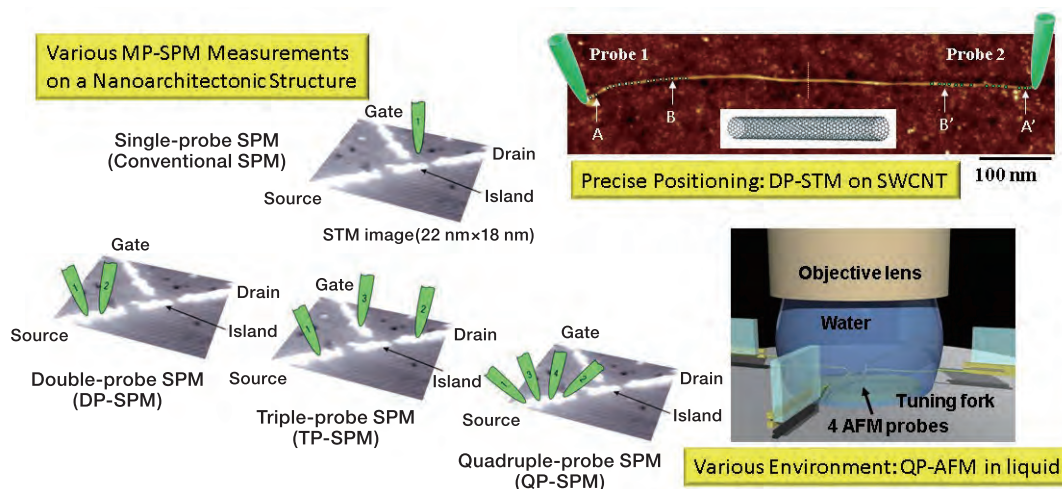 Various MP-SPM Measurements
on a Nanoarchitectonic Structure
Single-probe SPM
(Conventional SPM)
Gate
1
Drain
Island
Source
STM image(22 nm×18 nm)
Gate
1
2
Drain
Island
Source
Double-probe SPM
(DP-SPM)
Gate
1
3
2
Drain
Island
Source
Triple-probe SPM
(TP-SPM)
Gate
1
3
4
2
Drain
Island
Source
Quadruple-probe SPM
(QP-SPM)
Probe 1
Probe 2
A
B
B’
A’
100 nm
Precise Positioning: DP-STM on SWCNT
Objective lens
Water
Tuning fork
4 AFM probes
Various Environment: QP-AFM in liquid